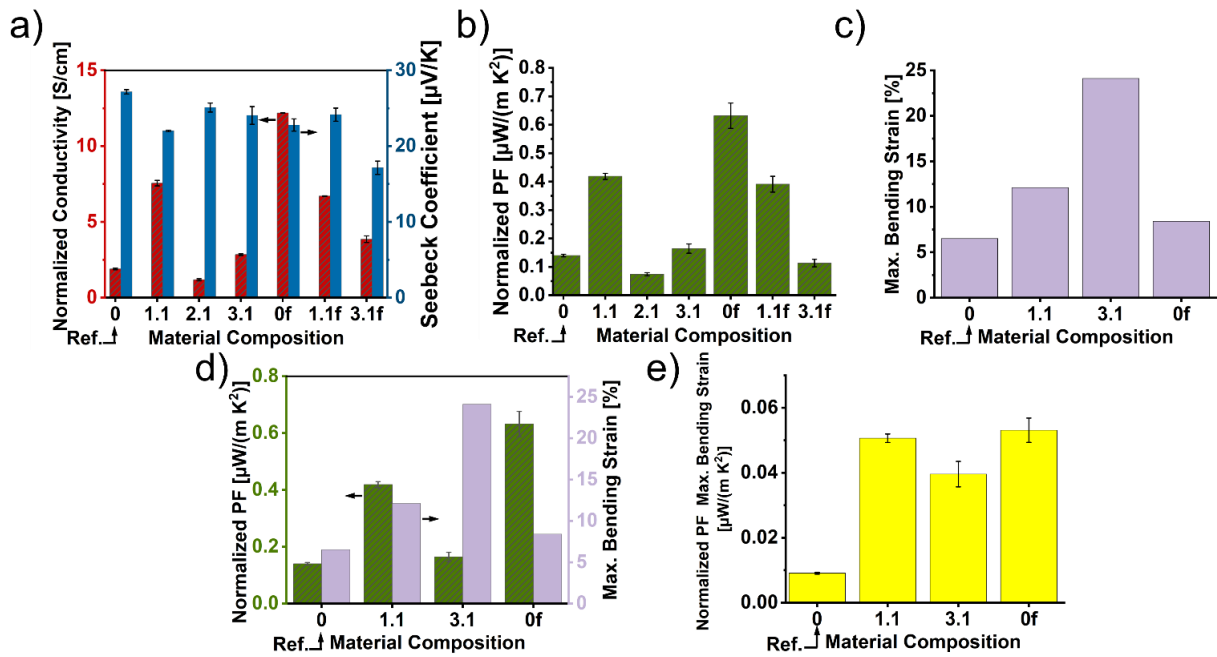 a)
Normalized Conductivity [S/cm]
15
10
5
0
30
20
10
0
Seebeck Coefficient [µV/K]
0 1.1 2.1 3.1 0f 1.1f 3.1f
Ref. Material Composition
b)
Normalized PF [µW/(m K²)]
0.8
0.7
0.6
0.5
0.4
0.3
0.2
0.1
0.0
0 1.1 2.1 3.1 0f 1.1f 3.1f
Ref. Material Composition
c)
Max. Bending Strain [%]
25
20
15
10
5
0
0 1.1 3.1 0f
Ref. Material Composition
d)
Normalized PF [µW/(m K²)]
0.8
0.6
0.4
0.2
0.0
25
20
15
10
5
0
Max. Bending Strain [%]
0 1.1 3.1 0f
Ref. Material Composition
e)
Normalized PF Max. Bending Strain
[µW/(m K²)]
0.06
0.04
0.02
0.00
0 1.1 3.1 0f
Ref. Material Composition